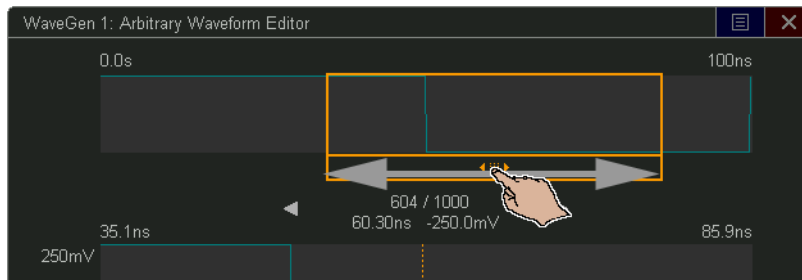 WaveGen 1: Arbitrary Waveform Editor
0.0s 100ns
604 / 1000
60.30ns -250.0mV
35.1ns 85.9ns
250mV